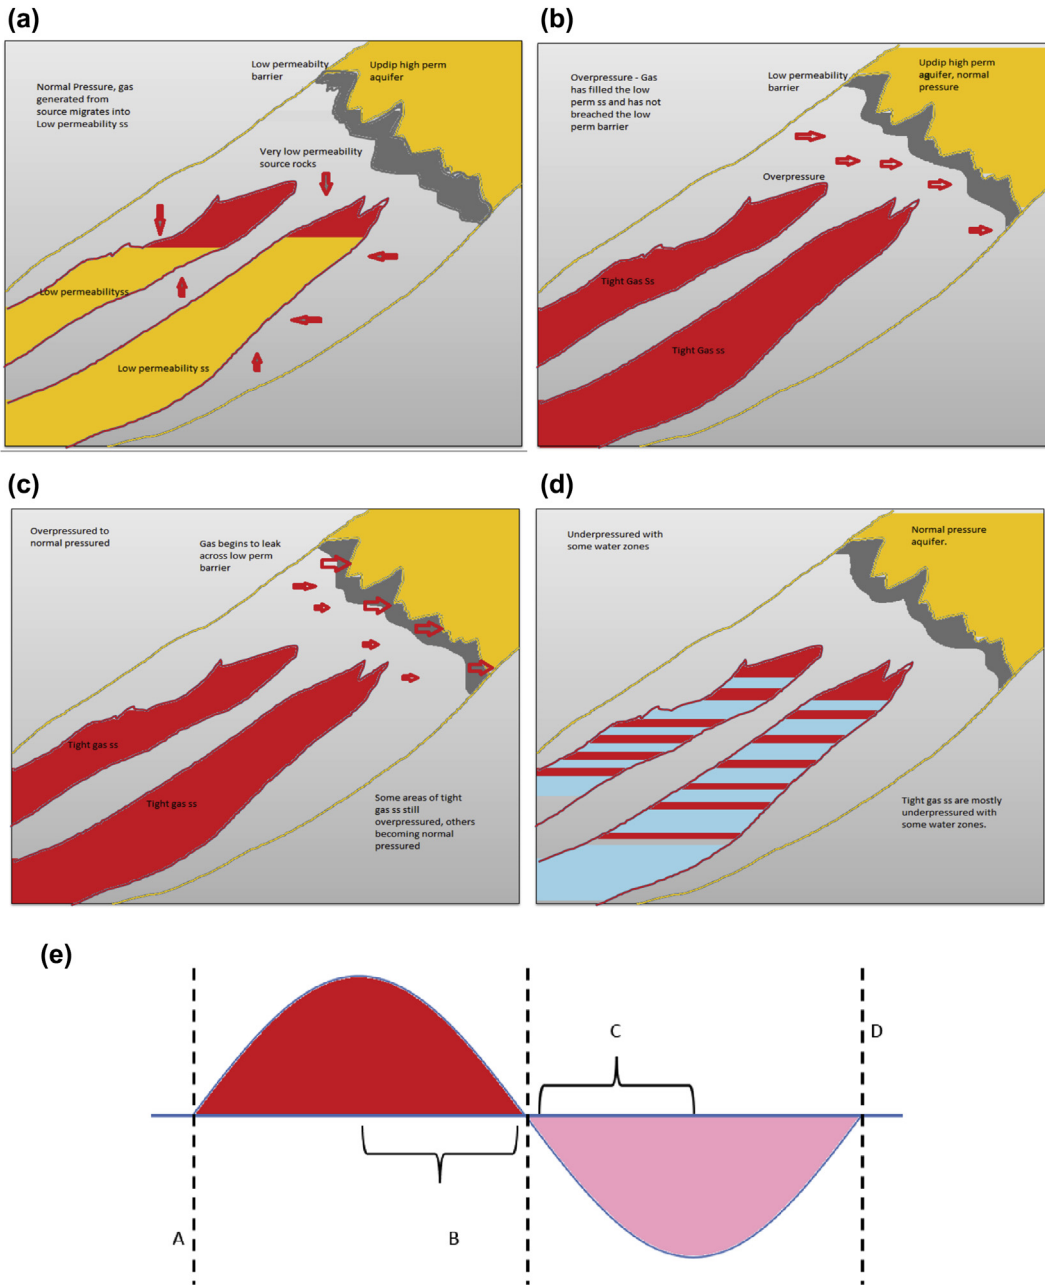 (a)
Normal Pressure, gas
generated from
source migrates into
Low permeability ss
Low permeabilty
barrier
Updip high perm
aquifer
Very low permeability
source rocks
Low permeabilityss
Low permeability ss
(b)
Overpressure - Gas
has filled the low
perm ss and has not
breached the low
perm barrier
Low permeability
barrier
Updip high perm
aquifer, normal
pressure
Overpressure
Tight Gas Ss
Tight Gas ss
(c)
Overpressured to
normal pressured
Gas begins to leak
across low perm
barrier
Tight gas ss
Tight gas ss
Some areas of tight
gas ss still
overpressured, others
becoming normal
pressured
(d)
Underpressured with
some water zones
Normal pressure
aquifer.
Tight gas ss are mostly
underpressured with
some water zones.
(e)
C
D
A
B